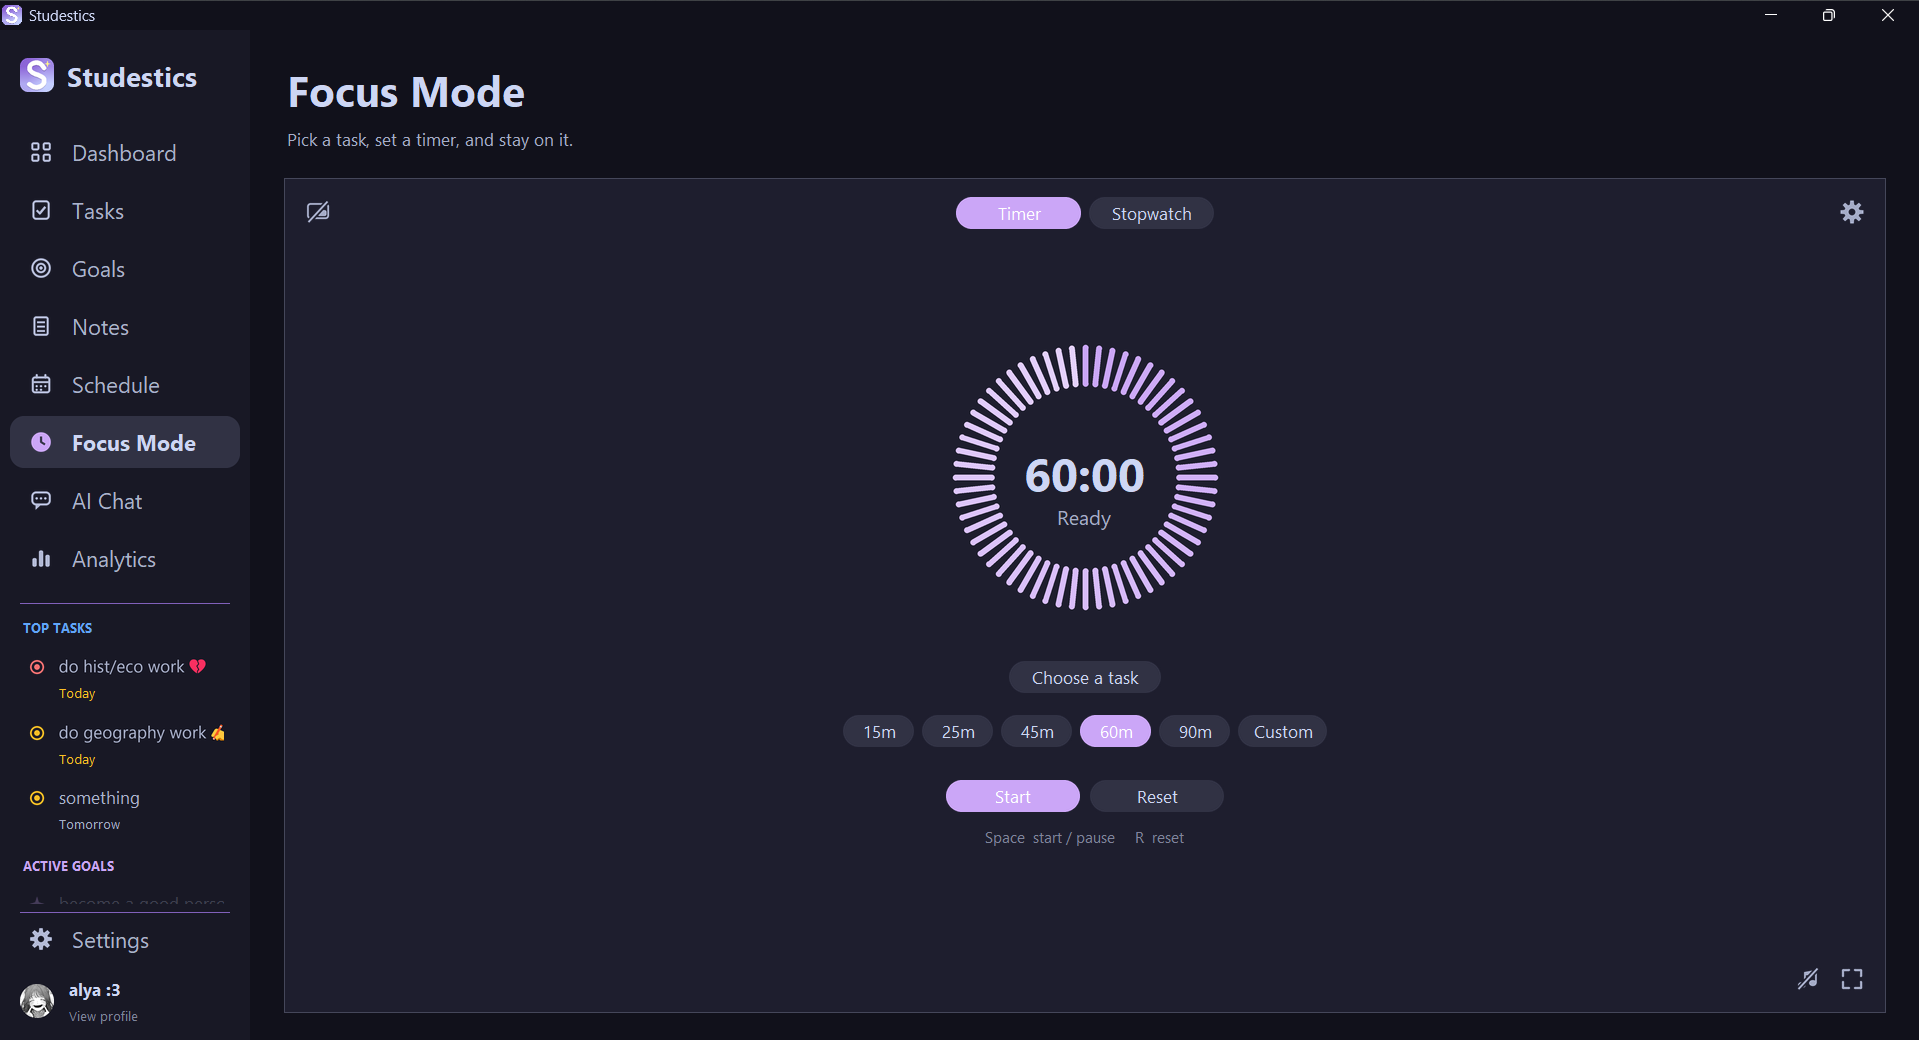 Studestics
Studestics
Dashboard
Tasks
Goals
Notes
Schedule
Focus Mode
AI Chat
Analytics
TOP TASKS
do hist/eco work 💔
Today
do geography work ✍️
Today
something
Tomorrow
ACTIVE GOALS
become a good perso
Settings
alya :3
View profile
Focus Mode
Pick a task, set a timer, and stay on it.
Timer Stopwatch
60:00
Ready
Choose a task
15m 25m 45m 60m 90m Custom
Start Reset
Space start / pause R reset